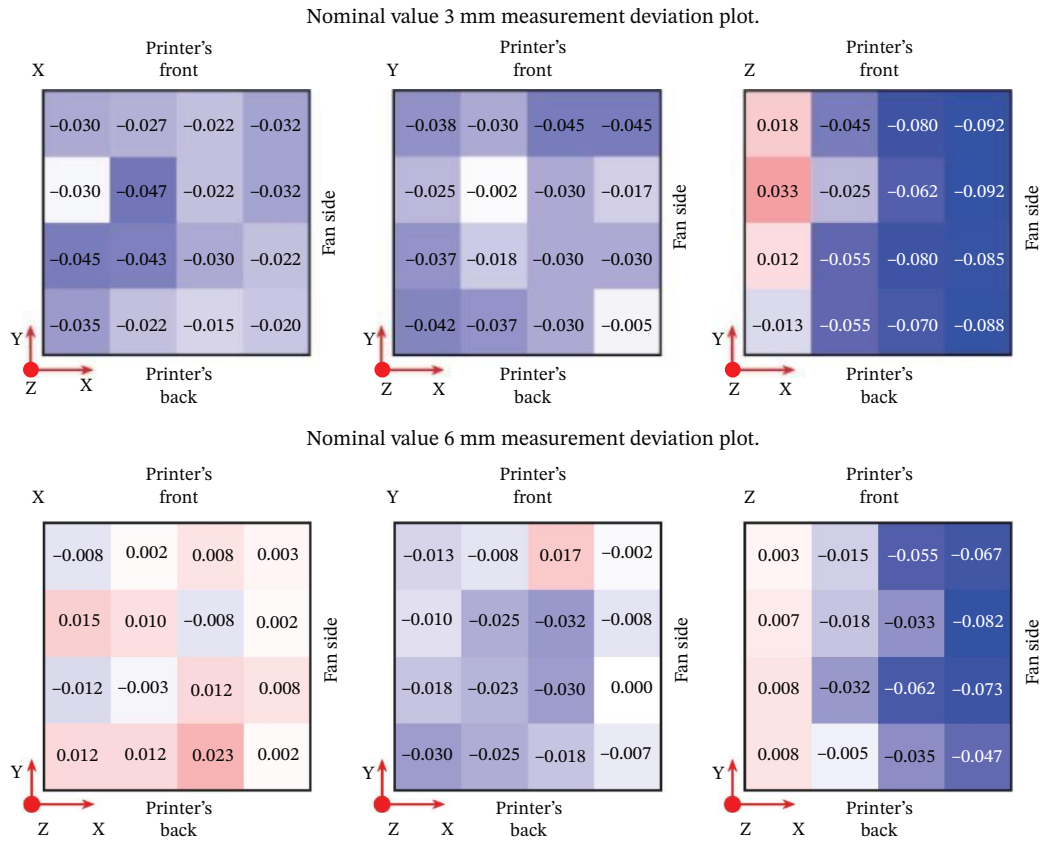 Nominal value 3 mm measurement deviation plot.
X
Printer's
front
−0.030 −0.027 −0.022 −0.032
−0.030 −0.047 −0.022 −0.032
−0.045 −0.043 −0.030 −0.022
−0.035 −0.022 −0.015 −0.020
Fan side
Y
Z
X
Printer's
back
Y
Printer's
front
−0.038 −0.030 −0.045 −0.045
−0.025 −0.002 −0.030 −0.017
−0.037 −0.018 −0.030 −0.030
−0.042 −0.037 −0.030 −0.005
Fan side
Y
Z
X
Printer's
back
Z
Printer's
front
0.018 −0.045 −0.080 −0.092
0.033 −0.025 −0.062 −0.092
0.012 −0.055 −0.080 −0.085
−0.013 −0.055 −0.070 −0.088
Fan side
Y
Z
X
Printer's
back
Nominal value 6 mm measurement deviation plot.
X
Printer's
front
−0.008 0.002 0.008 0.003
0.015 0.010 −0.008 0.002
−0.012 −0.003 0.012 0.008
0.012 0.012 0.023 0.002
Fan side
Y
Z
X
Printer's
back
Y
Printer's
front
−0.013 −0.008 0.017 −0.002
−0.010 −0.025 −0.032 −0.008
−0.018 −0.023 −0.030 0.000
−0.030 −0.025 −0.018 −0.007
Fan side
Y
Z
X
Printer's
back
Z
Printer's
front
0.003 −0.015 −0.055 −0.067
0.007 −0.018 −0.033 −0.082
0.008 −0.032 −0.062 −0.073
0.008 −0.005 −0.035 −0.047
Fan side
Y
Z
X
Printer's
back